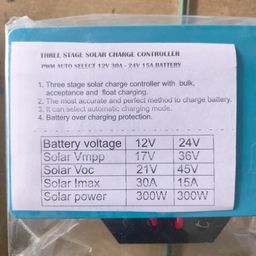 THREE STAGE SOLAR CHARGE CONTROLLER
PWM AUTO SELECT 12V 30A - 24V 15A BATTERY
1. Three stage solar charge controller with bulk,
acceptance and float charging.
2. The most accurate and perfect method to charge battery.
3. It can select automatic charging mode.
4. Battery over charging protection.
Battery voltage 12V 24V
Solar Vmpp 17V 36V
Solar Voc 21V 45V
Solar Imax 30A 15A
Solar power 300W 300W